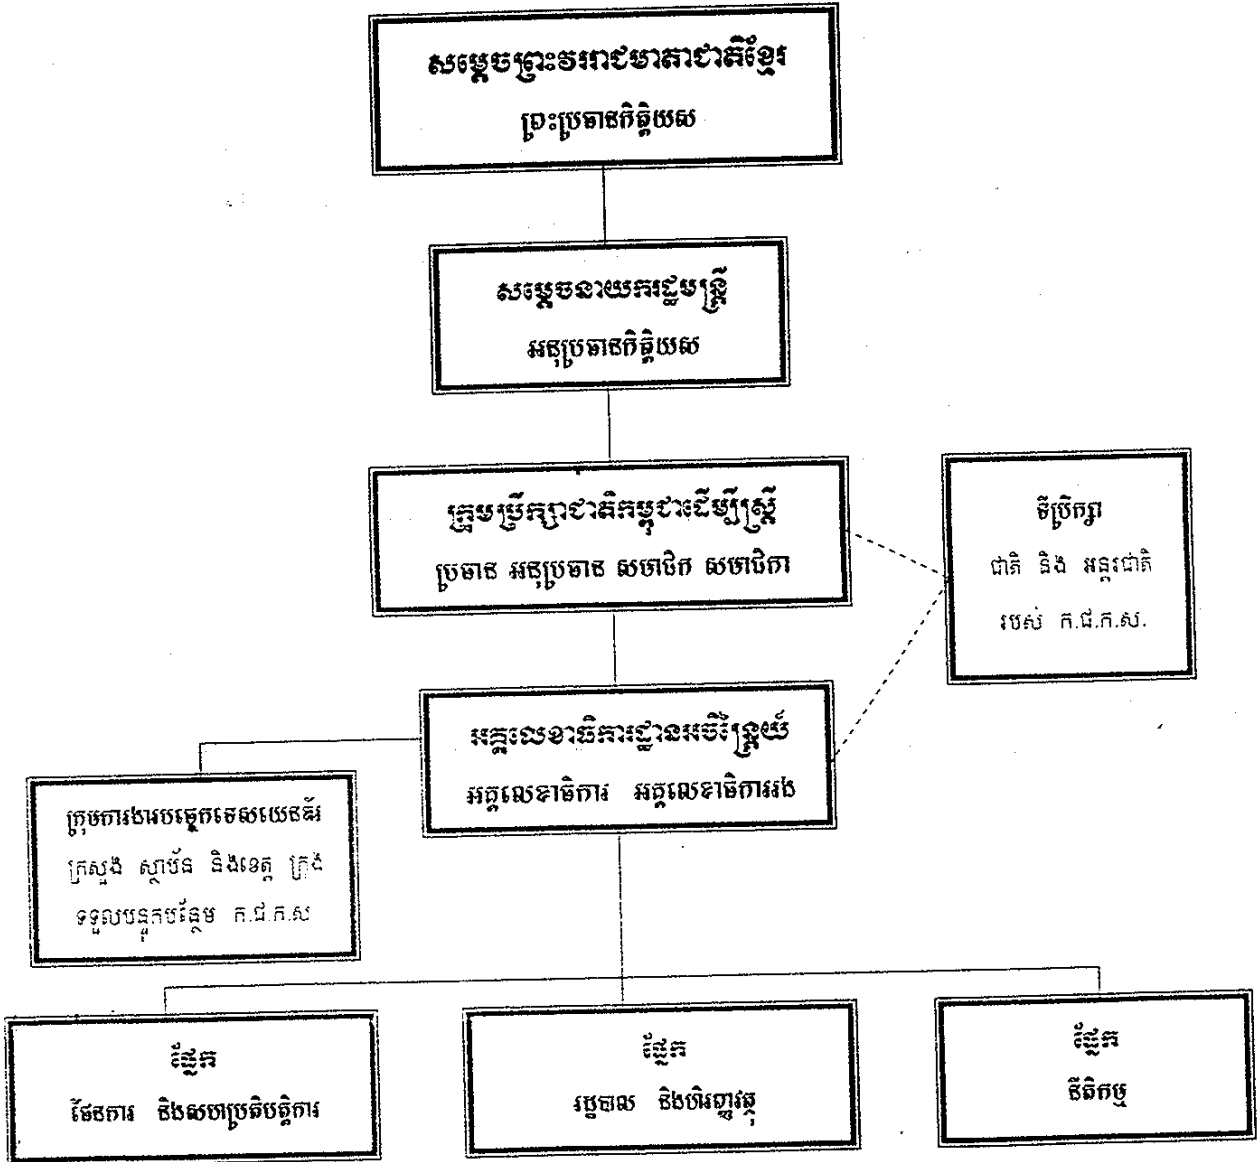 សម្តេចព្រះវររាជមាតាជាតិខ្មែរ
ព្រះប្រធានកិត្តិយស
សម្តេចនាយករដ្ឋមន្ត្រី
អនុប្រធានកិត្តិយស
ក្រុមប្រឹក្សាជាតិកម្ពុជាដើម្បីស្ត្រី
ប្រធាន អនុប្រធាន សមាជិក សមាជិកា
ទីប្រឹក្សា
ជាតិ និង អន្តរជាតិ
របស់ ក.ជ.ក.ស.
អគ្គលេខាធិការដ្ឋានអចិន្ត្រៃយ៍
អគ្គលេខាធិការ អគ្គលេខាធិការរង
ក្រុមការងារបច្ចេកទេសយេនឌ័រ
ក្រសួង ស្ថាប័ន និងខេត្ត ក្រុង
ទទួលបន្ទុកបន្ថែម ក.ជ.ក.ស
ផ្នែក
ផែនការ និងសហប្រតិបត្តិការ
ផ្នែក
រដ្ឋបាល និងហិរញ្ញវត្ថុ
ផ្នែក
នីតិកម្ម